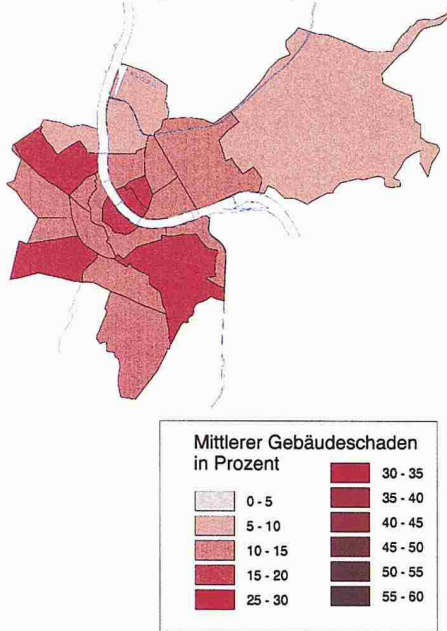 Mittlerer Gebäudeschaden
in Prozent
0 - 5
5 - 10
10 - 15
15 - 20
25 - 30
30 - 35
35 - 40
40 - 45
45 - 50
50 - 55
55 - 60